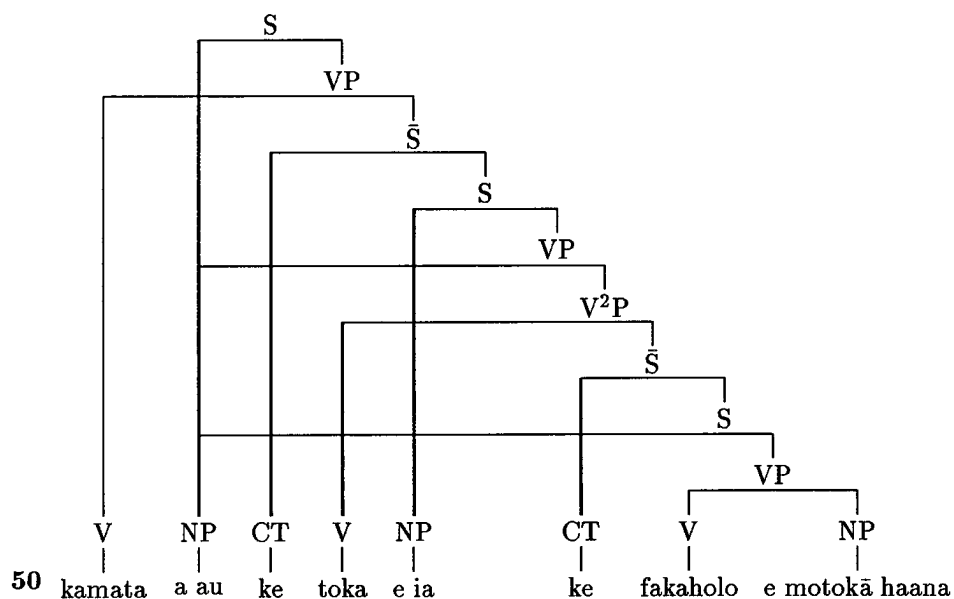 S
VP
S̄
S
VP
V²P
S̄
S
VP
V NP CT V NP CT V NP
50 kamata a au ke toka e ia ke fakaholo e motokā haana